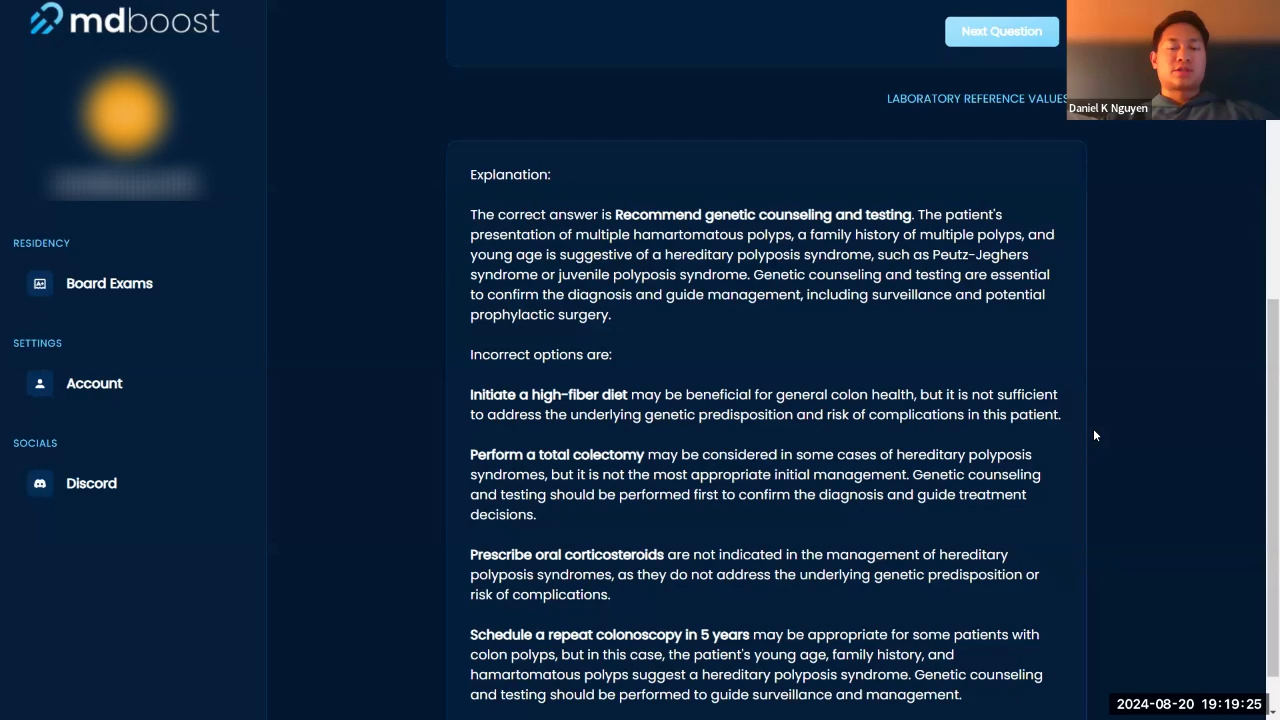 mdboost
Next Question
Daniel K Nguyen
LABORATORY REFERENCE VALUES
Explanation:
The correct answer is Recommend genetic counseling and testing. The patient's
presentation of multiple hamartomatous polyps, a family history of multiple polyps, and
young age is suggestive of a hereditary polyposis syndrome, such as Peutz-Jeghers
syndrome or juvenile polyposis syndrome. Genetic counseling and testing are essential
to confirm the diagnosis and guide management, including surveillance and potential
prophylactic surgery.
RESIDENCY
Board Exams
SETTINGS
Account
SOCIALS
Discord
Incorrect options are:
Initiate a high-fiber diet may be beneficial for general colon health, but it is not sufficient
to address the underlying genetic predisposition and risk of complications in this patient.
Perform a total colectomy may be considered in some cases of hereditary polyposis
syndromes, but it is not the most appropriate initial management. Genetic counseling
and testing should be performed first to confirm the diagnosis and guide treatment
decisions.
Prescribe oral corticosteroids are not indicated in the management of hereditary
polyposis syndromes, as they do not address the underlying genetic predisposition or
risk of complications.
Schedule a repeat colonoscopy in 5 years may be appropriate for some patients with
colon polyps, but in this case, the patient's young age, family history, and
hamartomatous polyps suggest a hereditary polyposis syndrome. Genetic counseling
and testing should be performed to guide surveillance and management.
2024-08-20 19:19:25